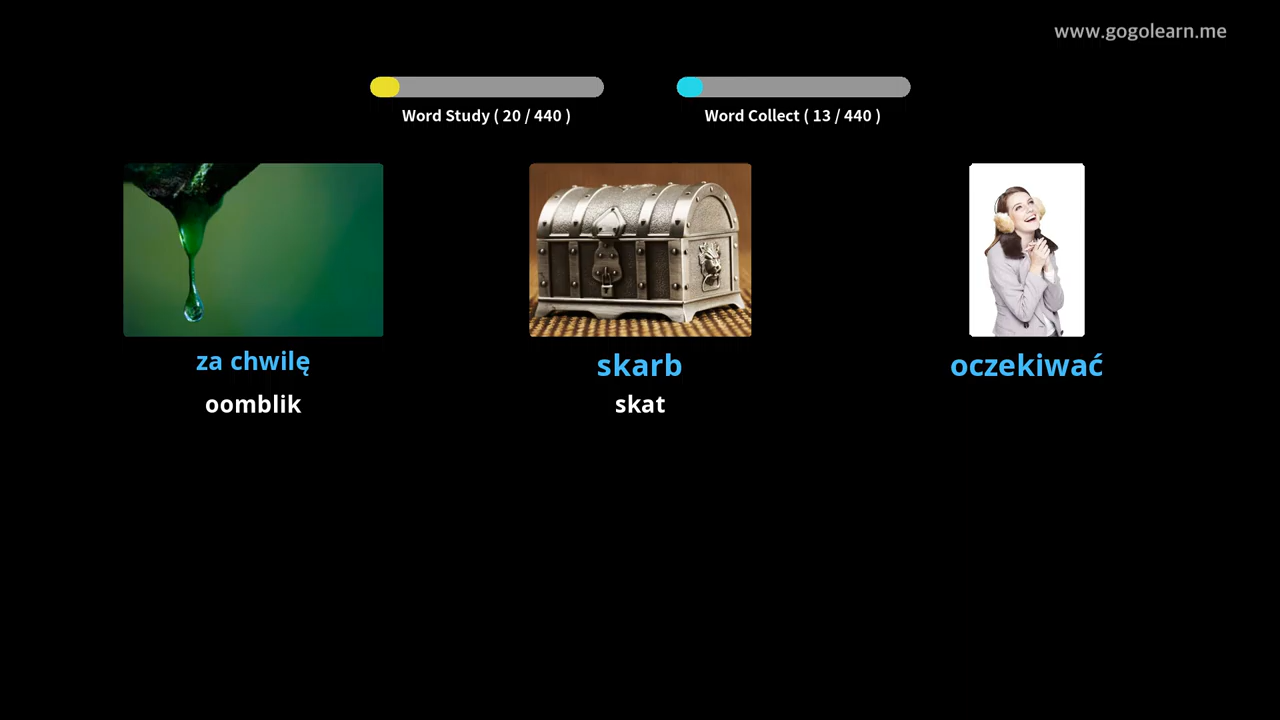 www.gogolearn.me
Word Study ( 20 / 440 )
Word Collect ( 13 / 440 )
za chwilę
skarb
oczekiwać
oomblik
skat